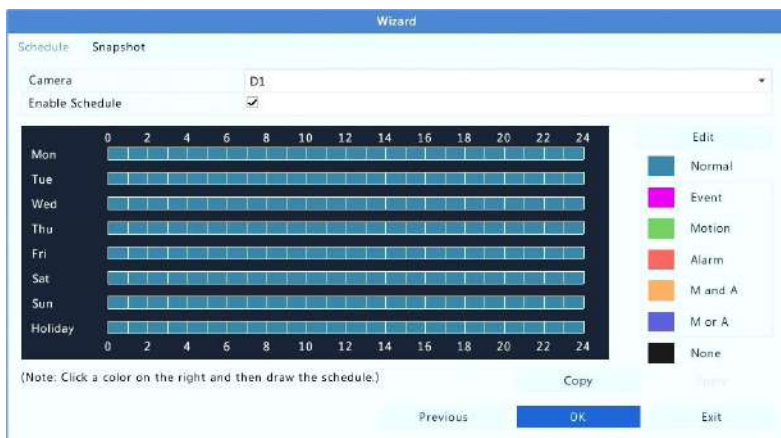 Wizard
Schedule Snapshot
Camera D1
Enable Schedule
0 2 4 6 8 10 12 14 16 18 20 22 24 Edit
Mon Normal
Tue
Wed Event
Thu Motion
Fri Alarm
Sat M and A
Sun M or A
Holiday
0 2 4 6 8 10 12 14 16 18 20 22 24 None
(Note: Click a color on the right and then draw the schedule.) Copy Apply
Previous OK Exit